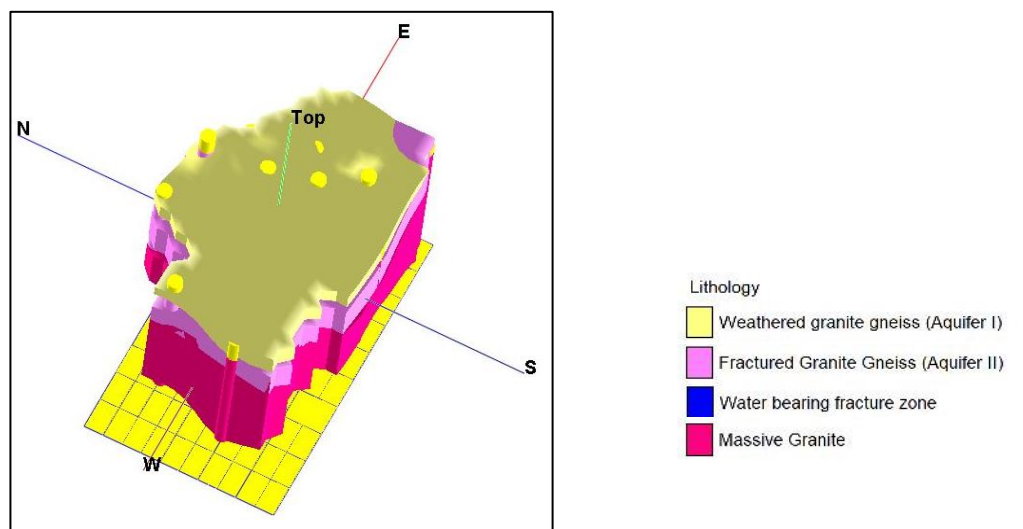 E
Top
N
S
W
Lithology
Weathered granite gneiss (Aquifer I)
Fractured Granite Gneiss (Aquifer II)
Water bearing fracture zone
Massive Granite